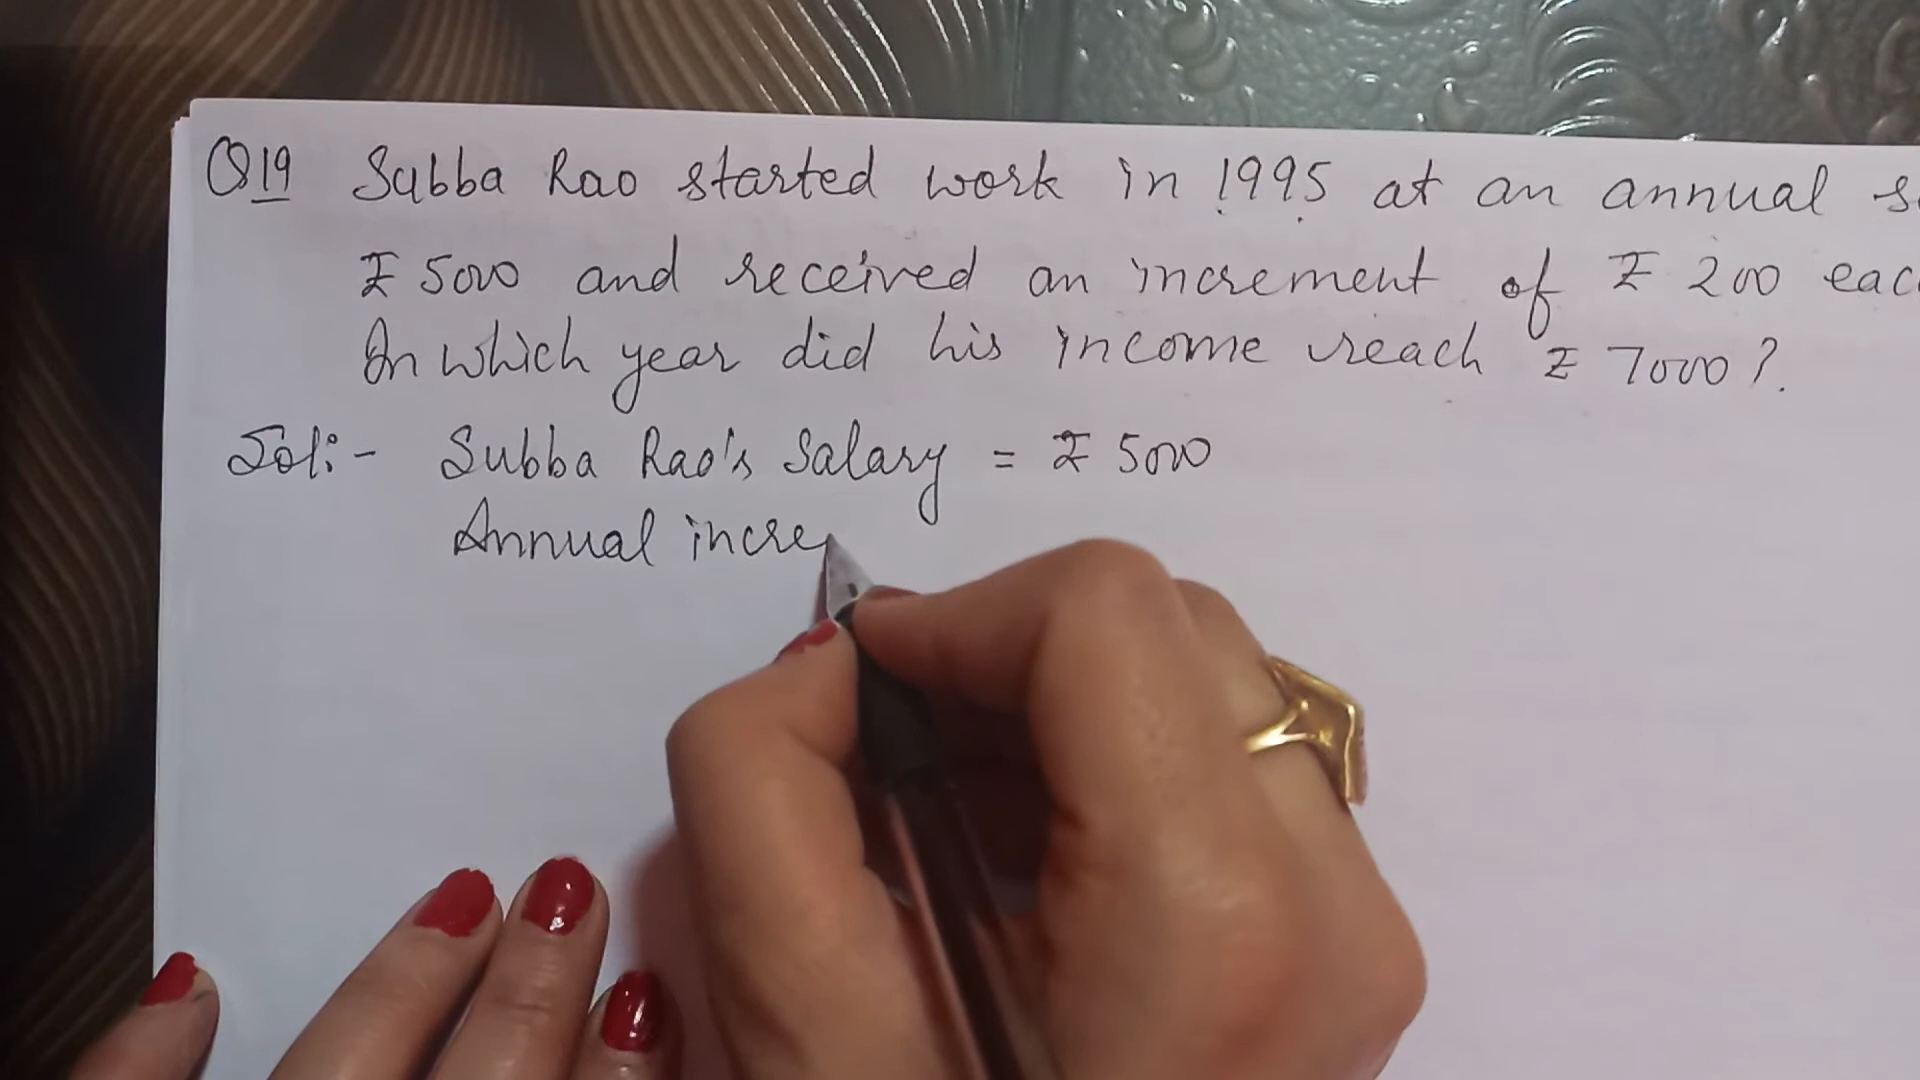 Q19 Subba Rao started work in 1995 at an annual
₹ 5000 and received an increment of ₹ 200
In which year did his income reach ₹ 7000?.
Sol:- Subba Rao's Salary = ₹ 5000
Annual incre